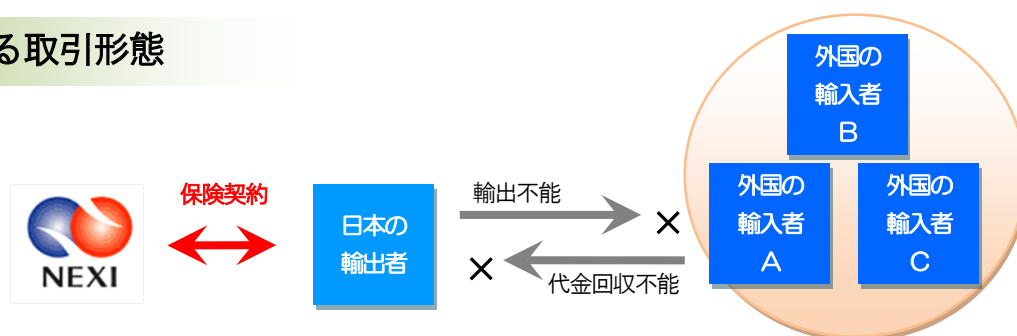 る取引形態
外国の
輸入者
B
保険契約
輸出不能
日本の
輸出者
×
×
代金回収不能
外国の
輸入者
A
外国の
輸入者
C
NEXI